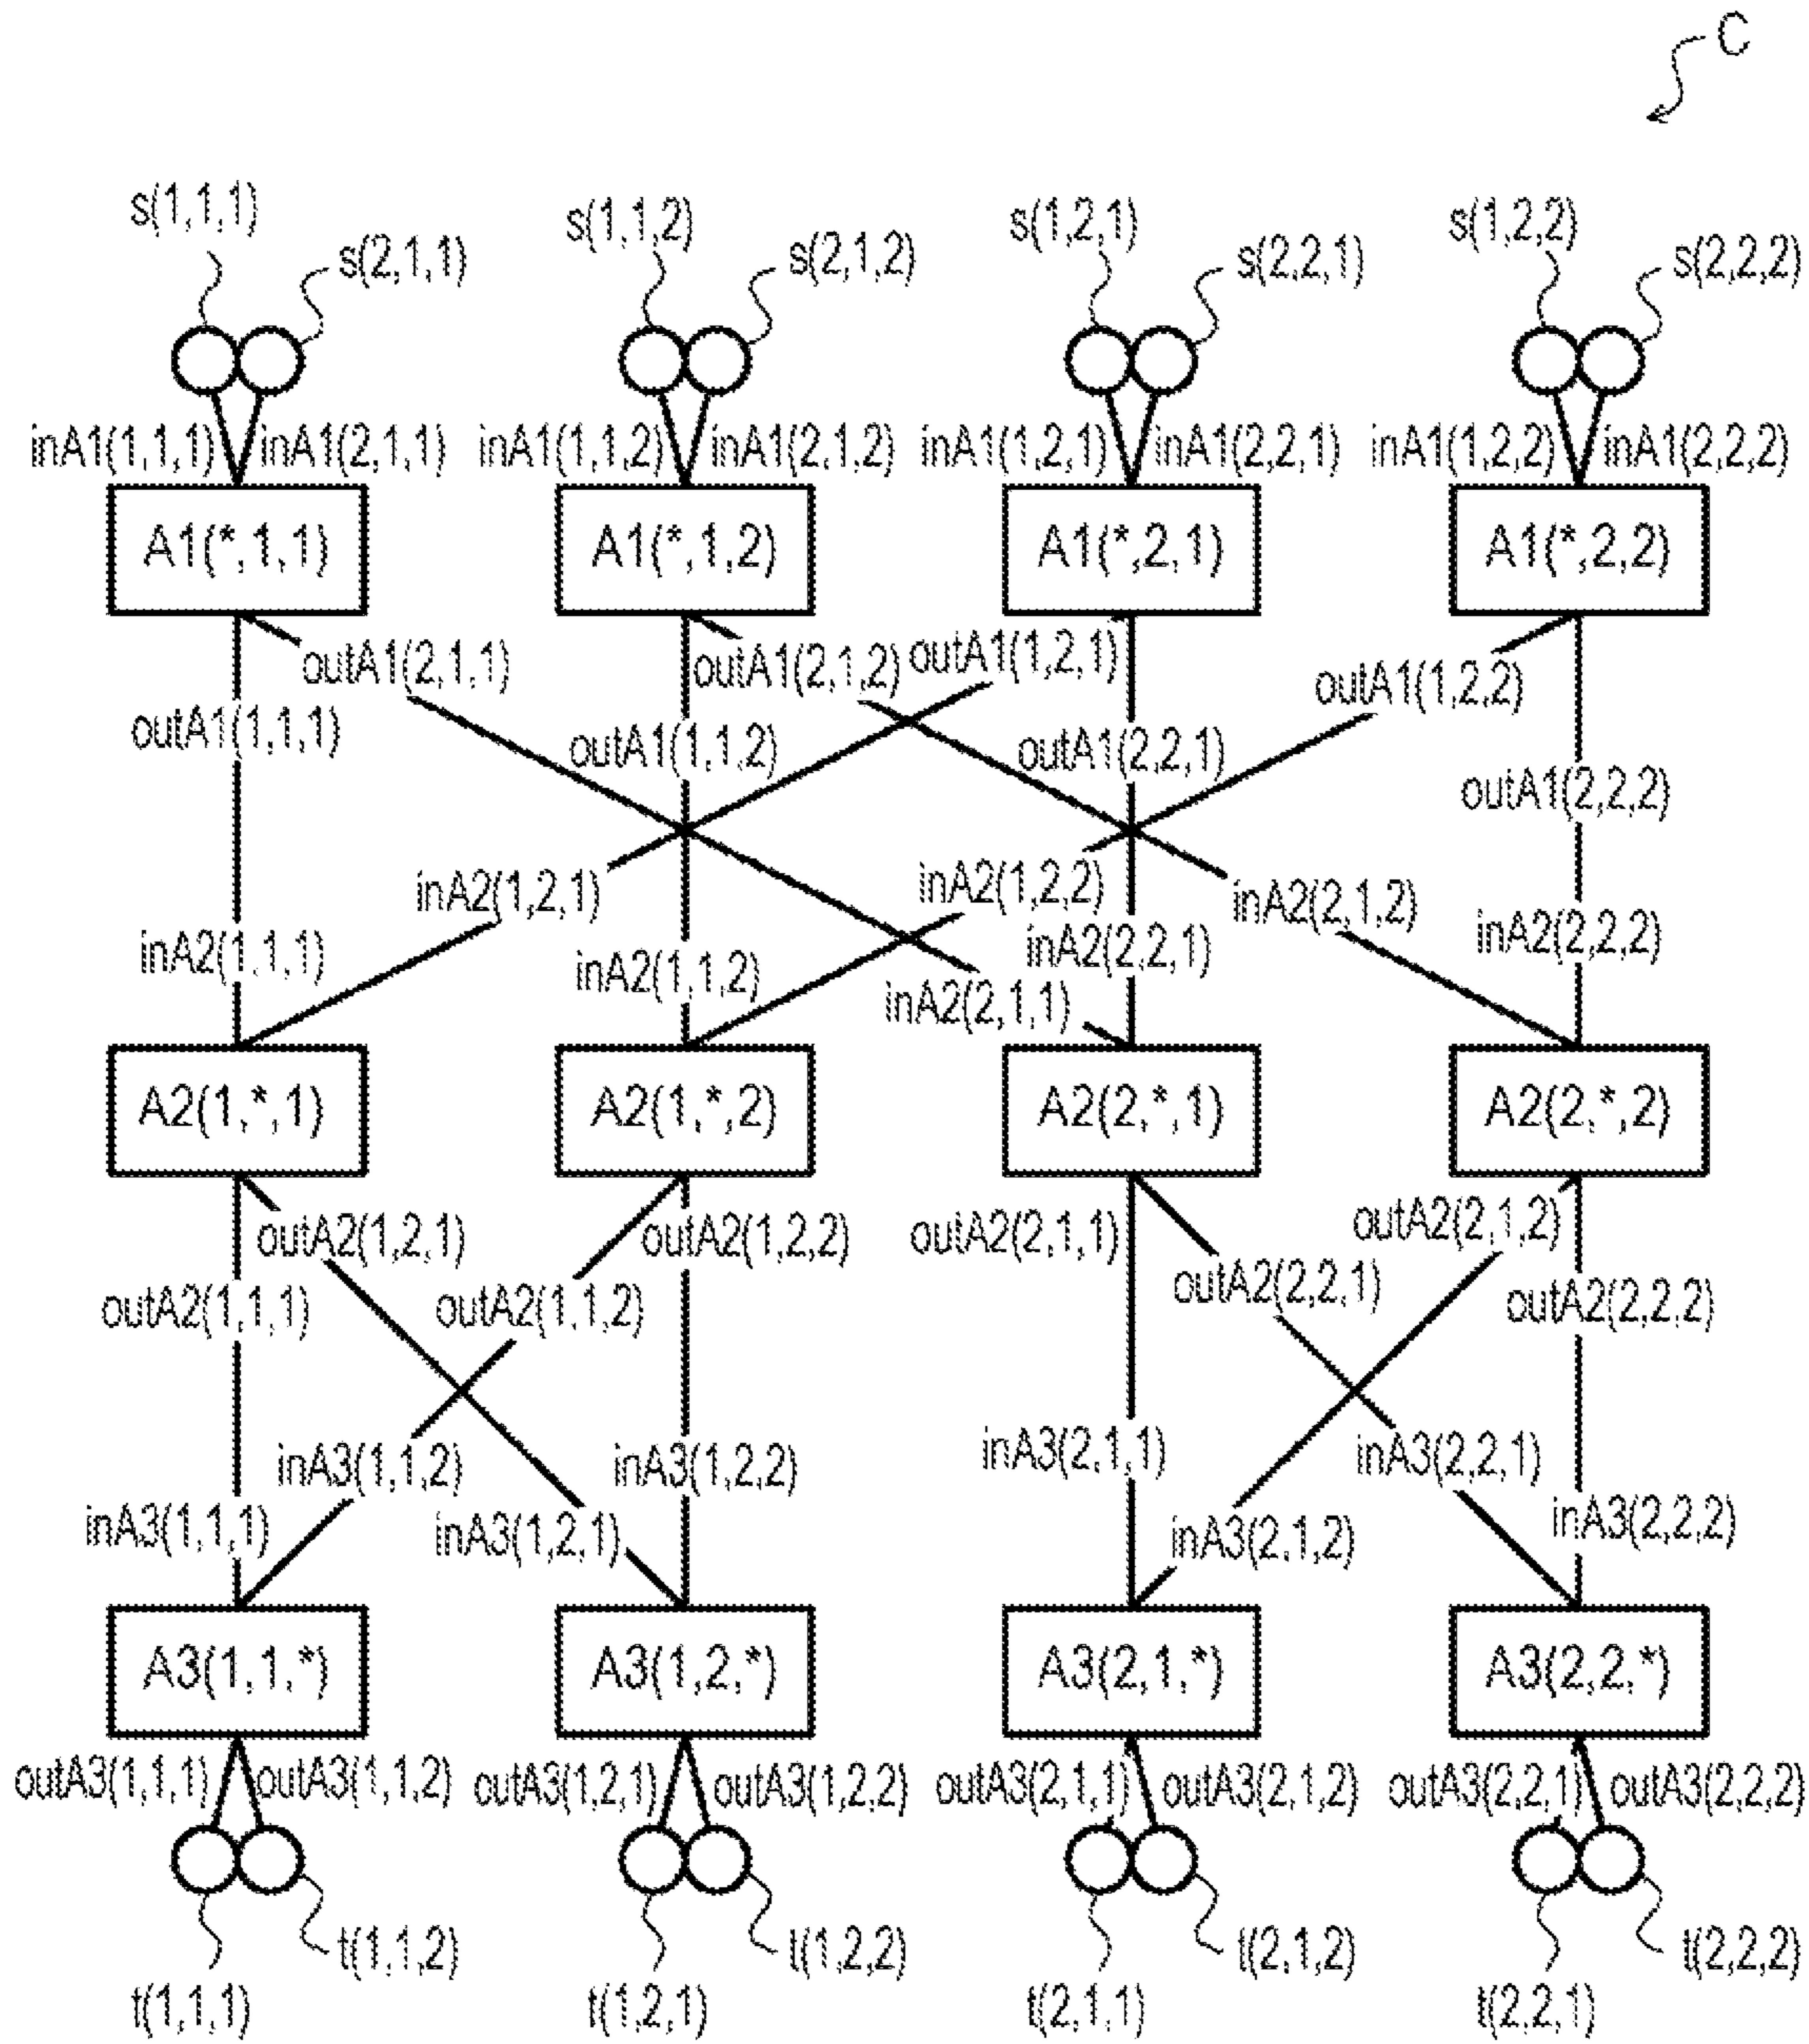 C
s(1,1,1)
s(2,1,1)
s(1,1,2)
s(2,1,2)
s(1,2,1)
s(2,2,1)
s(1,2,2)
s(2,2,2)
inA1(1,1,1) inA1(2,1,1) inA1(1,1,2) inA1(2,1,2) inA1(1,2,1) inA1(2,2,1) inA1(1,2,2) inA1(2,2,2)
A1(*,1,1) A1(*,1,2) A1(*,2,1) A1(*,2,2)
outA1(2,1,1) outA1(2,1,2) outA1(1,2,1) outA1(1,2,2)
outA1(1,1,1) outA1(1,1,2) outA1(2,2,1) outA1(2,2,2)
inA2(1,2,1) inA2(1,2,2) inA2(2,1,2)
inA2(1,1,1) inA2(1,1,2) inA2(2,2,1) inA2(2,2,2)
inA2(2,1,1)
A2(1,*,1) A2(1,*,2) A2(2,*,1) A2(2,*,2)
outA2(1,2,1) outA2(1,2,2) outA2(2,1,1) outA2(2,1,2)
outA2(1,1,1) outA2(1,1,2) outA2(2,2,1) outA2(2,2,2)
inA3(1,1,2) inA3(1,2,2) inA3(2,1,1) inA3(2,2,1)
inA3(1,1,1) inA3(1,2,1) inA3(2,1,2) inA3(2,2,2)
A3(1,1,*) A3(1,2,*) A3(2,1,*) A3(2,2,*)
outA3(1,1,1) outA3(1,1,2) outA3(1,2,1) outA3(1,2,2) outA3(2,1,1) outA3(2,1,2) outA3(2,2,1) outA3(2,2,2)
t(1,1,2) t(1,2,2) t(2,1,2) t(2,2,2)
t(1,1,1) t(1,2,1) t(2,1,1) t(2,2,1)